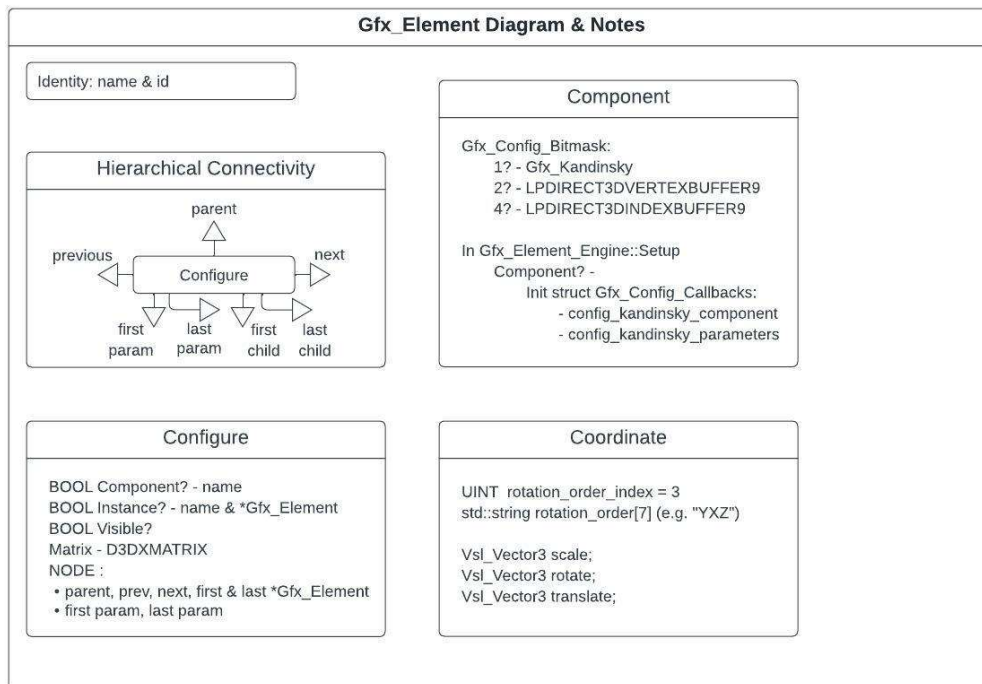 Gfx_Element Diagram & Notes
Identity: name & id
Hierarchical Connectivity
parent
previous
next
Configure
first
param
last
param
first
child
last
child
Component
Gfx_Config_Bitmask:
1? - Gfx_Kandinsky
2? - LPDIRECT3DVERTEXBUFFER9
4? - LPDIRECT3DINDEXBUFFER9
In Gfx_Element_Engine::Setup
Component? -
Init struct Gfx_Config_Callbacks:
- config_kandinsky_component
- config_kandinsky_parameters
Configure
BOOL Component? - name
BOOL Instance? - name & *Gfx_Element
BOOL Visible?
Matrix - D3DXMATRIX
NODE :
• parent, prev, next, first & last *Gfx_Element
• first param, last param
Coordinate
UINT rotation_order_index = 3
std::string rotation_order[7] (e.g. "YXZ")
Vsl_Vector3 scale;
Vsl_Vector3 rotate;
Vsl_Vector3 translate;